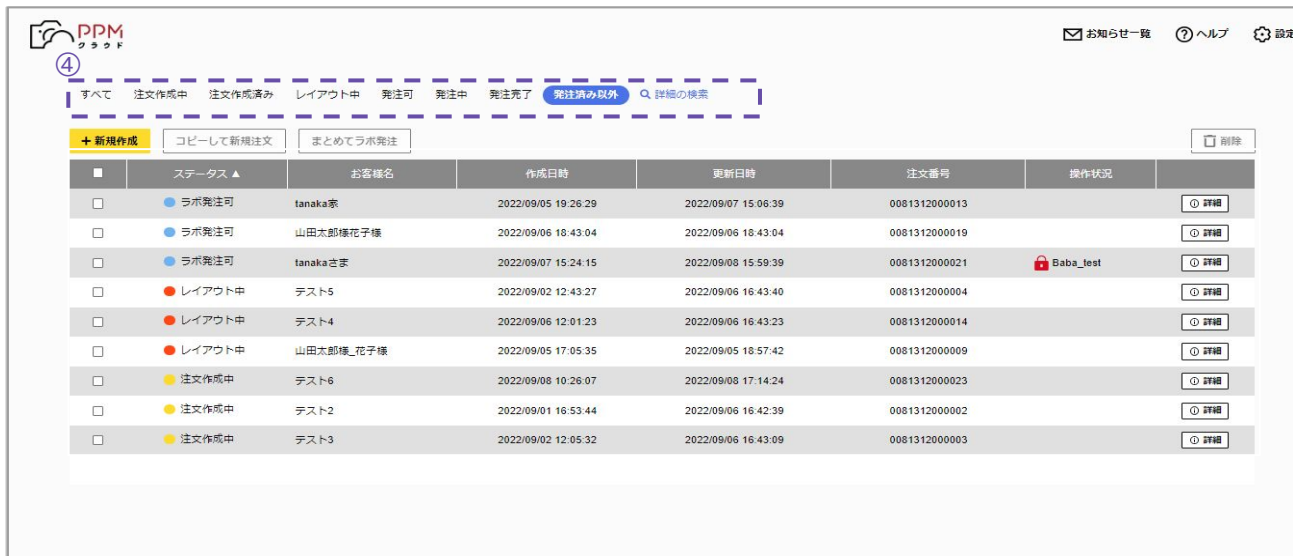 PPM
クラウド
お知らせ一覧 ヘルプ 設定
④
すべて 注文作成中 注文作成済み レイアウト中 発注可 発注中 発注完了 発注済み以外 詳細の検索
+ 新規作成 コピーして新規注文 まとめてラボ発注 削除
ステータス ▲ お客様名 作成日時 更新日時 注文番号 操作状況
ラボ発注可 tanaka家 2022/09/05 19:26:29 2022/09/07 15:06:39 0081312000013 詳細
ラボ発注可 山田太郎様花子様 2022/09/06 18:43:04 2022/09/06 18:43:04 0081312000019 詳細
ラボ発注可 tanakaさま 2022/09/07 15:24:15 2022/09/08 15:59:39 0081312000021 Baba_test 詳細
レイアウト中 テスト5 2022/09/02 12:43:27 2022/09/06 16:43:40 0081312000004 詳細
レイアウト中 テスト4 2022/09/06 12:01:23 2022/09/06 16:43:23 0081312000014 詳細
レイアウト中 山田太郎様_花子様 2022/09/05 17:05:35 2022/09/05 18:57:42 0081312000009 詳細
注文作成中 テスト6 2022/09/08 10:26:07 2022/09/08 17:14:24 0081312000023 詳細
注文作成中 テスト2 2022/09/01 16:53:44 2022/09/06 16:42:39 0081312000002 詳細
注文作成中 テスト3 2022/09/02 12:05:32 2022/09/06 16:43:09 0081312000003 詳細